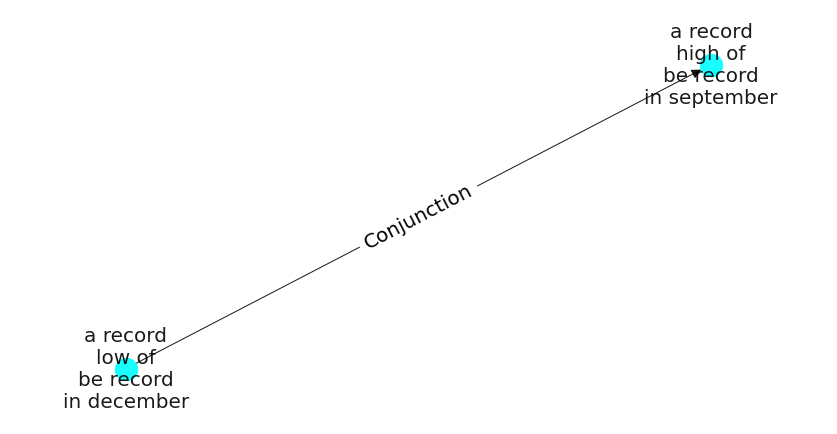 a record
high of
be record
in september
Conjunction
a record
low of
be record
in december